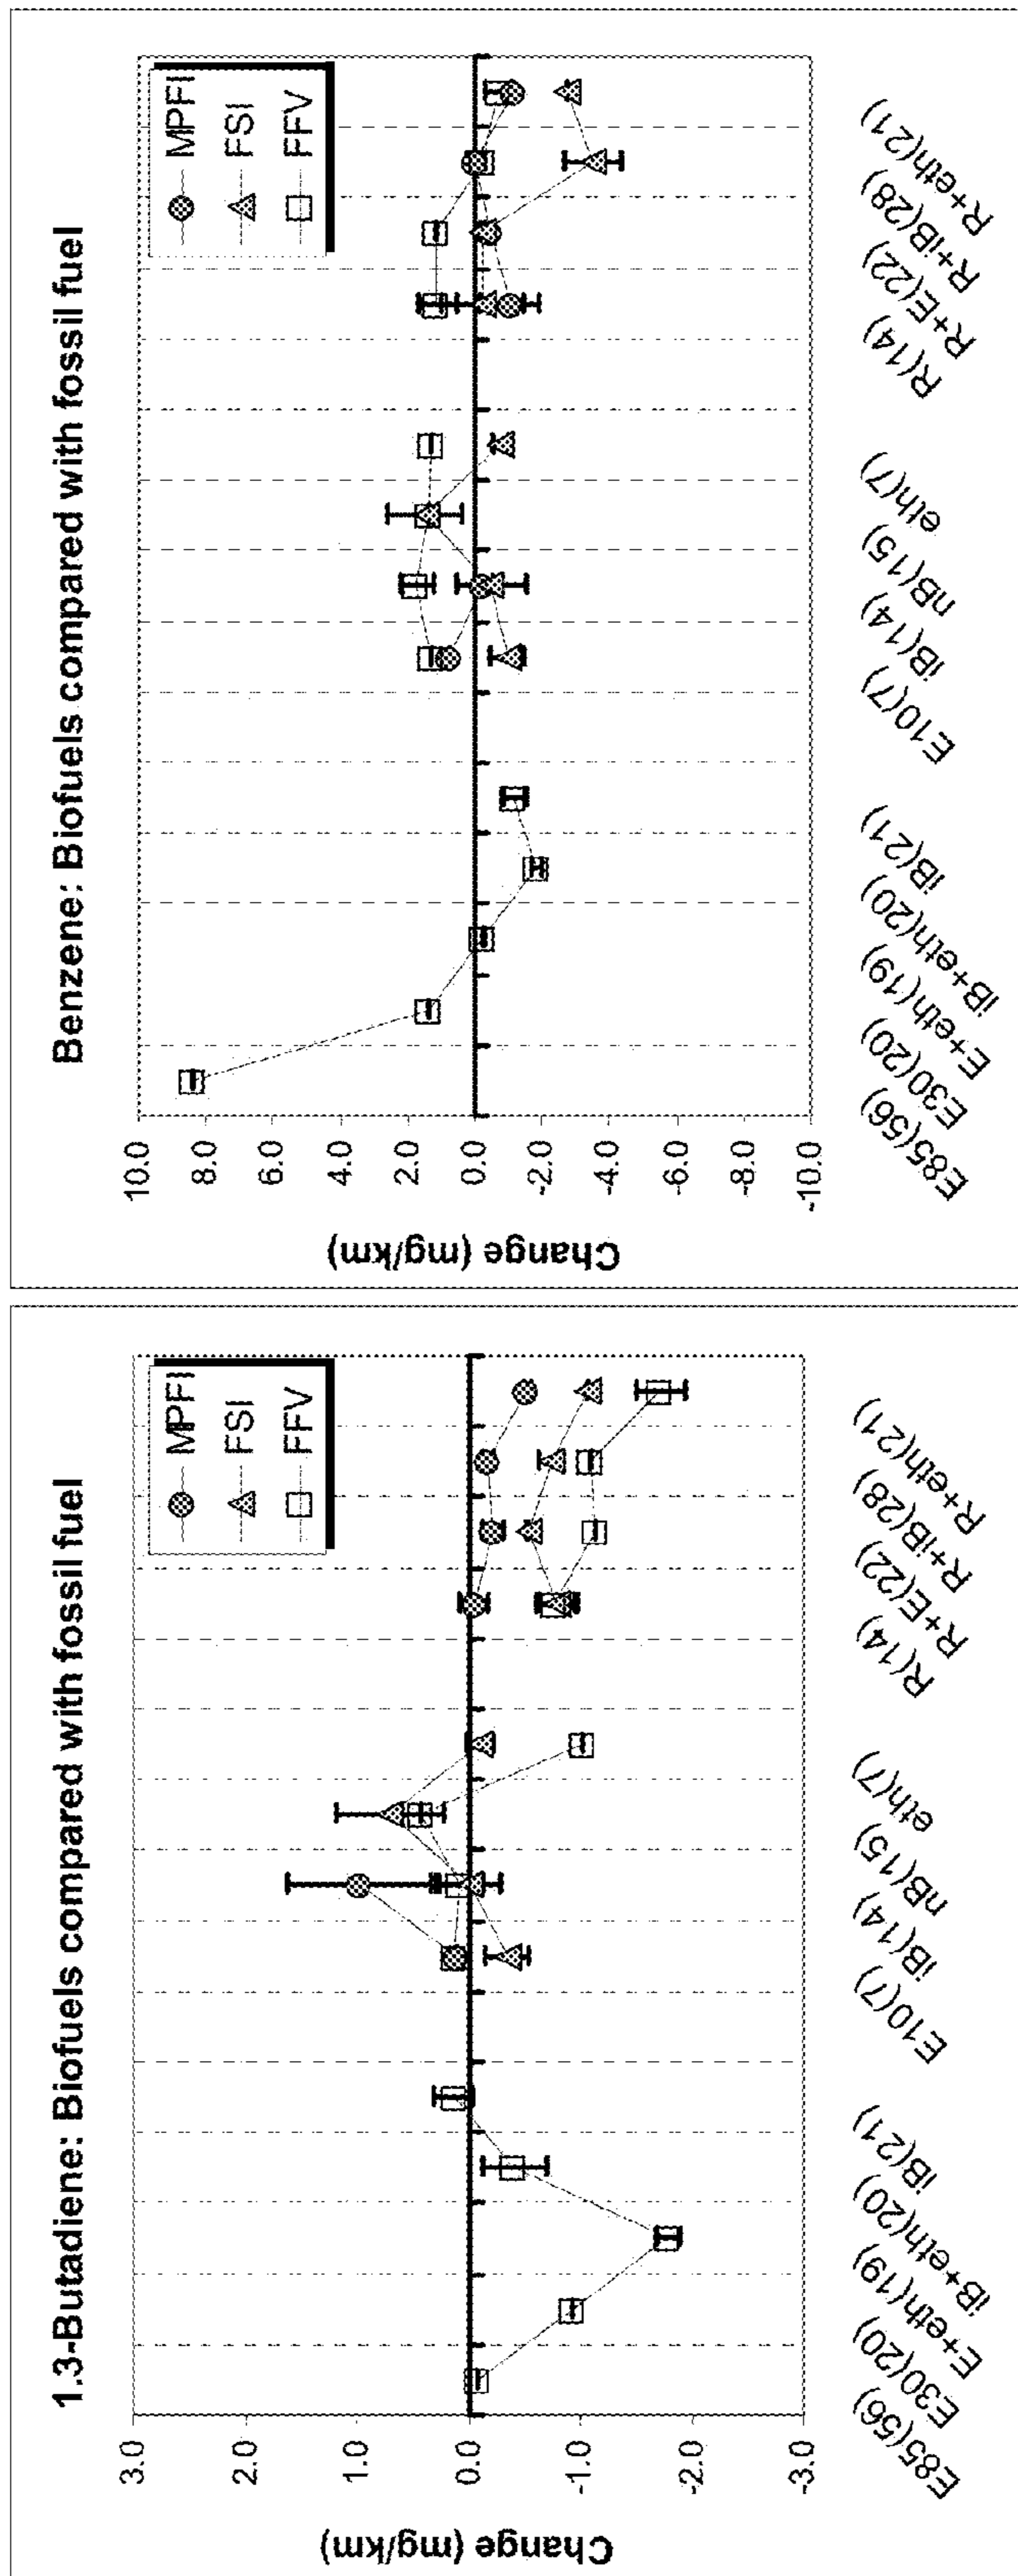 1.3-Butadiene: Biofuels compared with fossil fuel
MPFI
FSI
FFV
3.0
2.0
1.0
0.0
-1.0
-2.0
-3.0
Change (mg/km)
E85(56)
E30(20)
E+eth(19)
iB+eth(20)
iB(21)
E10(7)
iB(14)
nB(15)
eth(7)
R(14)
R+E(22)
R+iB(28)
R+eth(21)
Benzene: Biofuels compared with fossil fuel
MPFI
FSI
FFV
10.0
8.0
6.0
4.0
2.0
0.0
-2.0
-4.0
-6.0
-8.0
-10.0
Change (mg/km)
E85(56)
E30(20)
E+eth(19)
iB+eth(20)
iB(21)
E10(7)
iB(14)
nB(15)
eth(7)
R(14)
R+E(22)
R+iB(28)
R+eth(21)